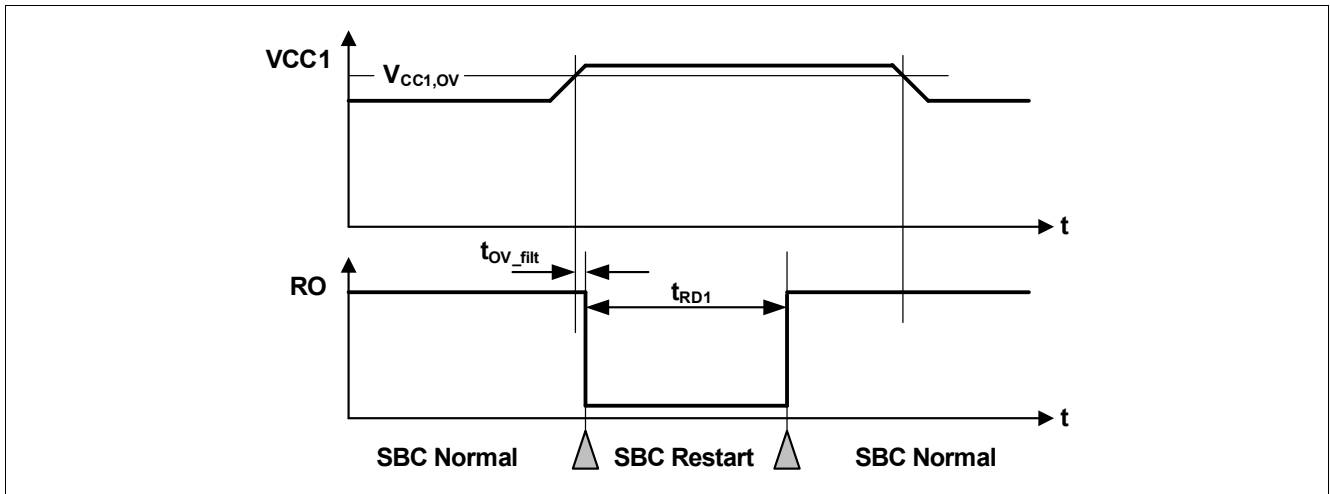 VCC1
VCC1,OV
t
tOV_filt
RO
tRD1
t
SBC Normal SBC Restart SBC Normal